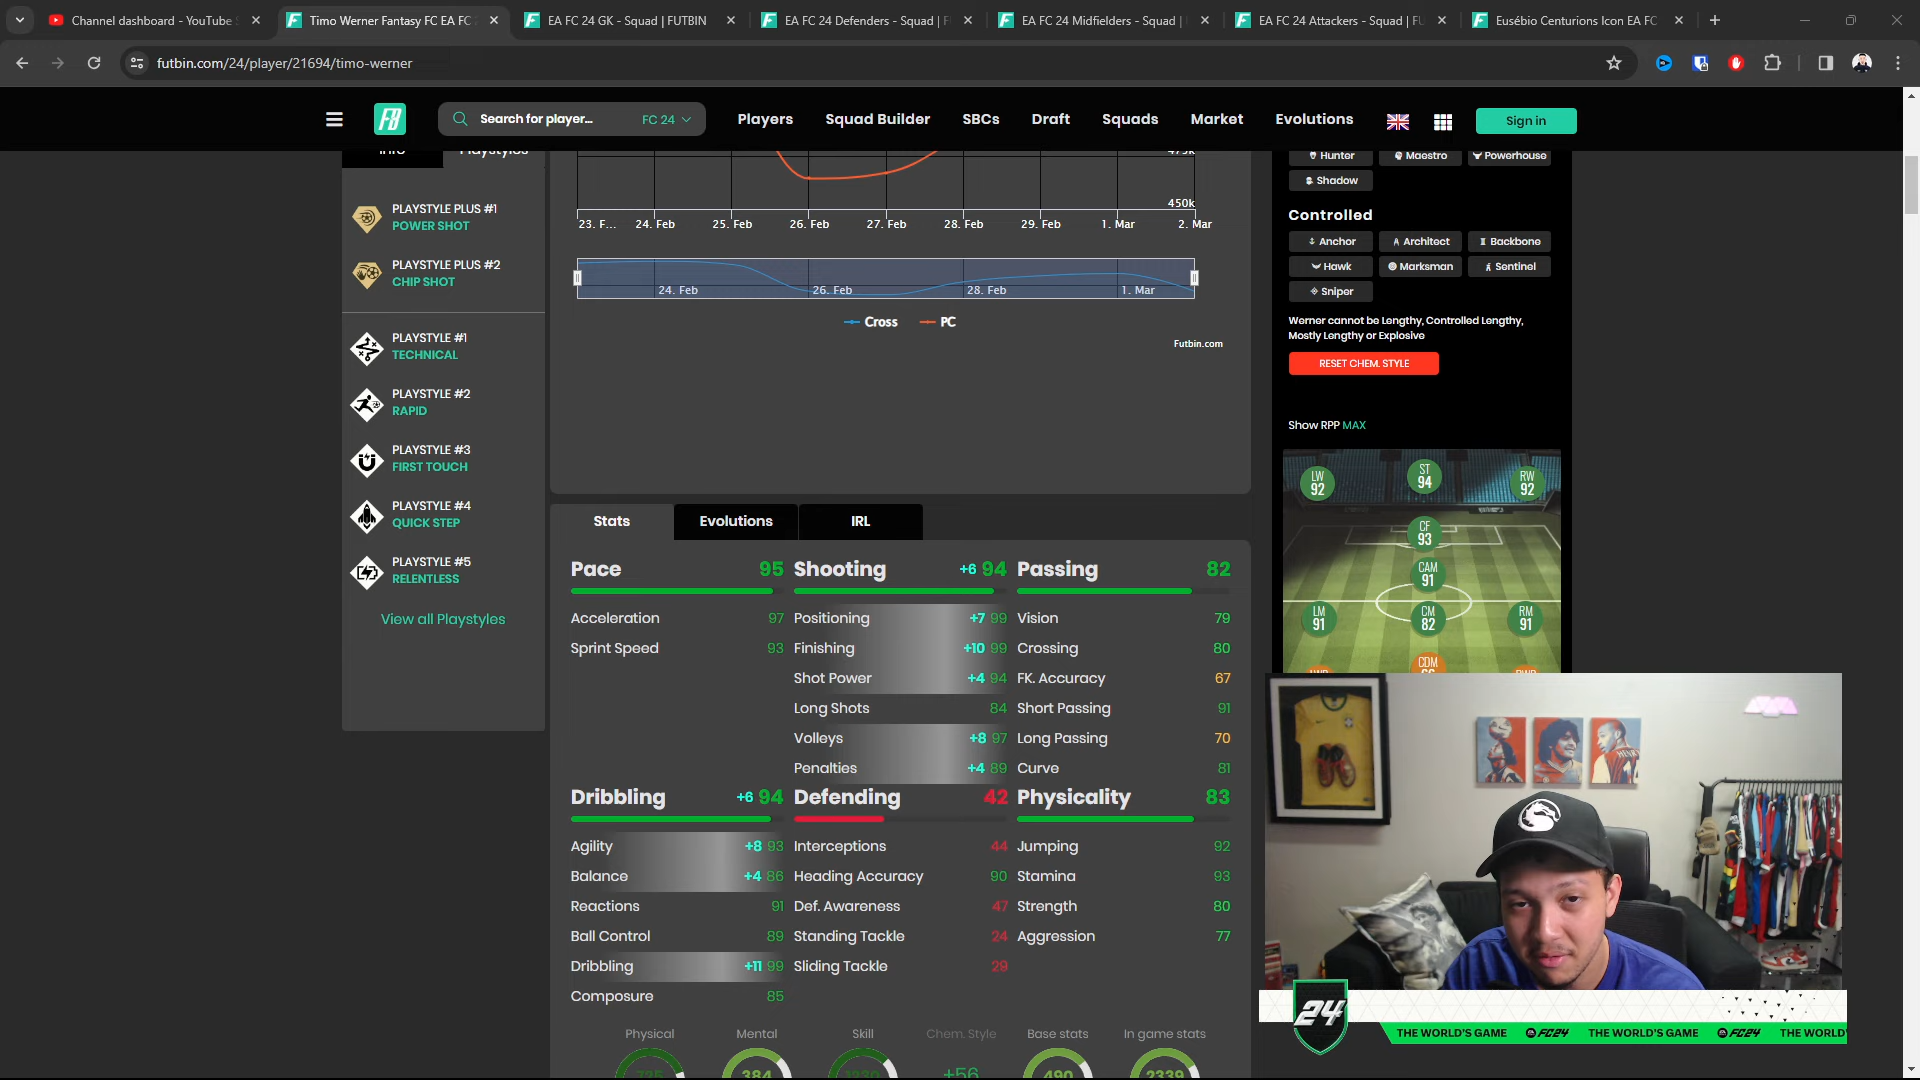 Channel dashboard - YouTube
Timo Werner Fantasy FC EA FC
EA FC 24 GK - Squad | FUTBIN
EA FC 24 Defenders - Squad | F
EA FC 24 Midfielders - Squad |
EA FC 24 Attackers - Squad | FU
Eusébio Centurions Icon EA FC
futbin.com/24/player/21694/timo-werner
F8
Search for player...
FC 24
Players
Squad Builder
SBCs
Draft
Squads
Market
Evolutions
Sign in
Info
Playstyles
PLAYSTYLE PLUS #1
POWER SHOT
PLAYSTYLE PLUS #2
CHIP SHOT
PLAYSTYLE #1
TECHNICAL
PLAYSTYLE #2
RAPID
PLAYSTYLE #3
FIRST TOUCH
PLAYSTYLE #4
QUICK STEP
PLAYSTYLE #5
RELENTLESS
View all Playstyles
475k
450k
23. F... 24. Feb 25. Feb 26. Feb 27. Feb 28. Feb 29. Feb 1. Mar 2. Mar
24. Feb 26. Feb 28. Feb 1. Mar
Cross PC
Futbin.com
Stats Evolutions IRL
Pace 95
Acceleration 97
Sprint Speed 93
Shooting +6 94
Positioning +7 99
Finishing +10 99
Shot Power +4 94
Long Shots 84
Volleys +8 97
Penalties +4 89
Passing 82
Vision 79
Crossing 80
FK. Accuracy 67
Short Passing 91
Long Passing 70
Curve 81
Dribbling +6 94
Agility +8 93
Balance +4 86
Reactions 91
Ball Control 89
Dribbling +11 99
Composure 85
Defending 42
Interceptions 44
Heading Accuracy 90
Def. Awareness 47
Standing Tackle 24
Sliding Tackle 29
Physicality 83
Jumping 92
Stamina 93
Strength 80
Aggression 77
Physical Mental Skill Chem. Style Base stats In game stats
384 +56 490 2339
Hunter Maestro Powerhouse
Shadow
Controlled
Anchor Architect Backbone
Hawk Marksman Sentinel
Sniper
Werner cannot be Lengthy, Controlled Lengthy,
Mostly Lengthy or Explosive
RESET CHEM. STYLE
Show RPP MAX
LW
92
ST
94
RW
92
CF
93
CAM
91
LM
91
CM
82
RM
91
CDM
HENRY
24
THE WORLD'S GAME EA FC24 THE WORLD'S GAME EA FC24 THE WORLD'